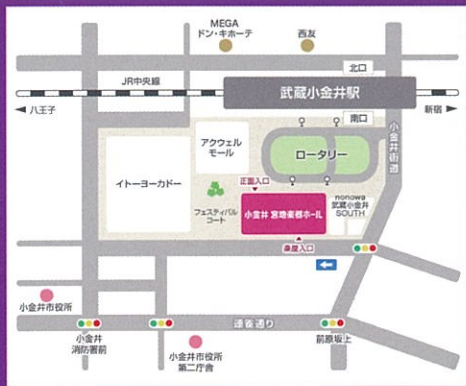 MEGA
ドン・キホーテ
西友
北口
JR中央線
武蔵小金井駅
八王子
新宿
南口
小金井街道
アクウェル
モール
ロータリー
イトーヨーカドー
正面入口
フェスティバル
コート
小金井 宮地楽器ホール
nonowa
武蔵小金井
SOUTH
楽屋入口
小金井市役所
連雀通り
小金井
消防署前
前原坂上
小金井市役所
第二庁舎